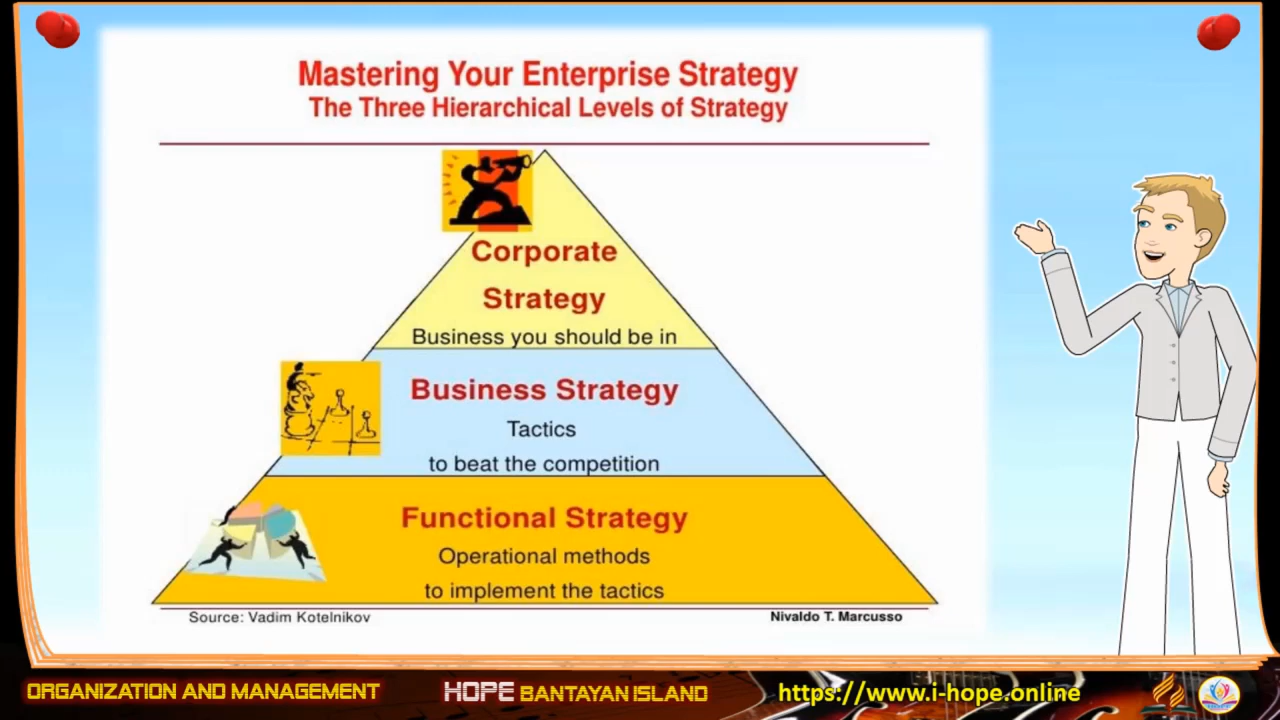 Mastering Your Enterprise Strategy
The Three Hierarchical Levels of Strategy
Corporate
Strategy
Business you should be in
Business Strategy
Tactics
to beat the competition
Functional Strategy
Operational methods
to implement the tactics
Source: Vadim Kotelnikov
Nivaldo T. Marcusso
ORGANIZATION AND MANAGEMENT
HOPE BANTAYAN ISLAND
https://www.i-hope.online